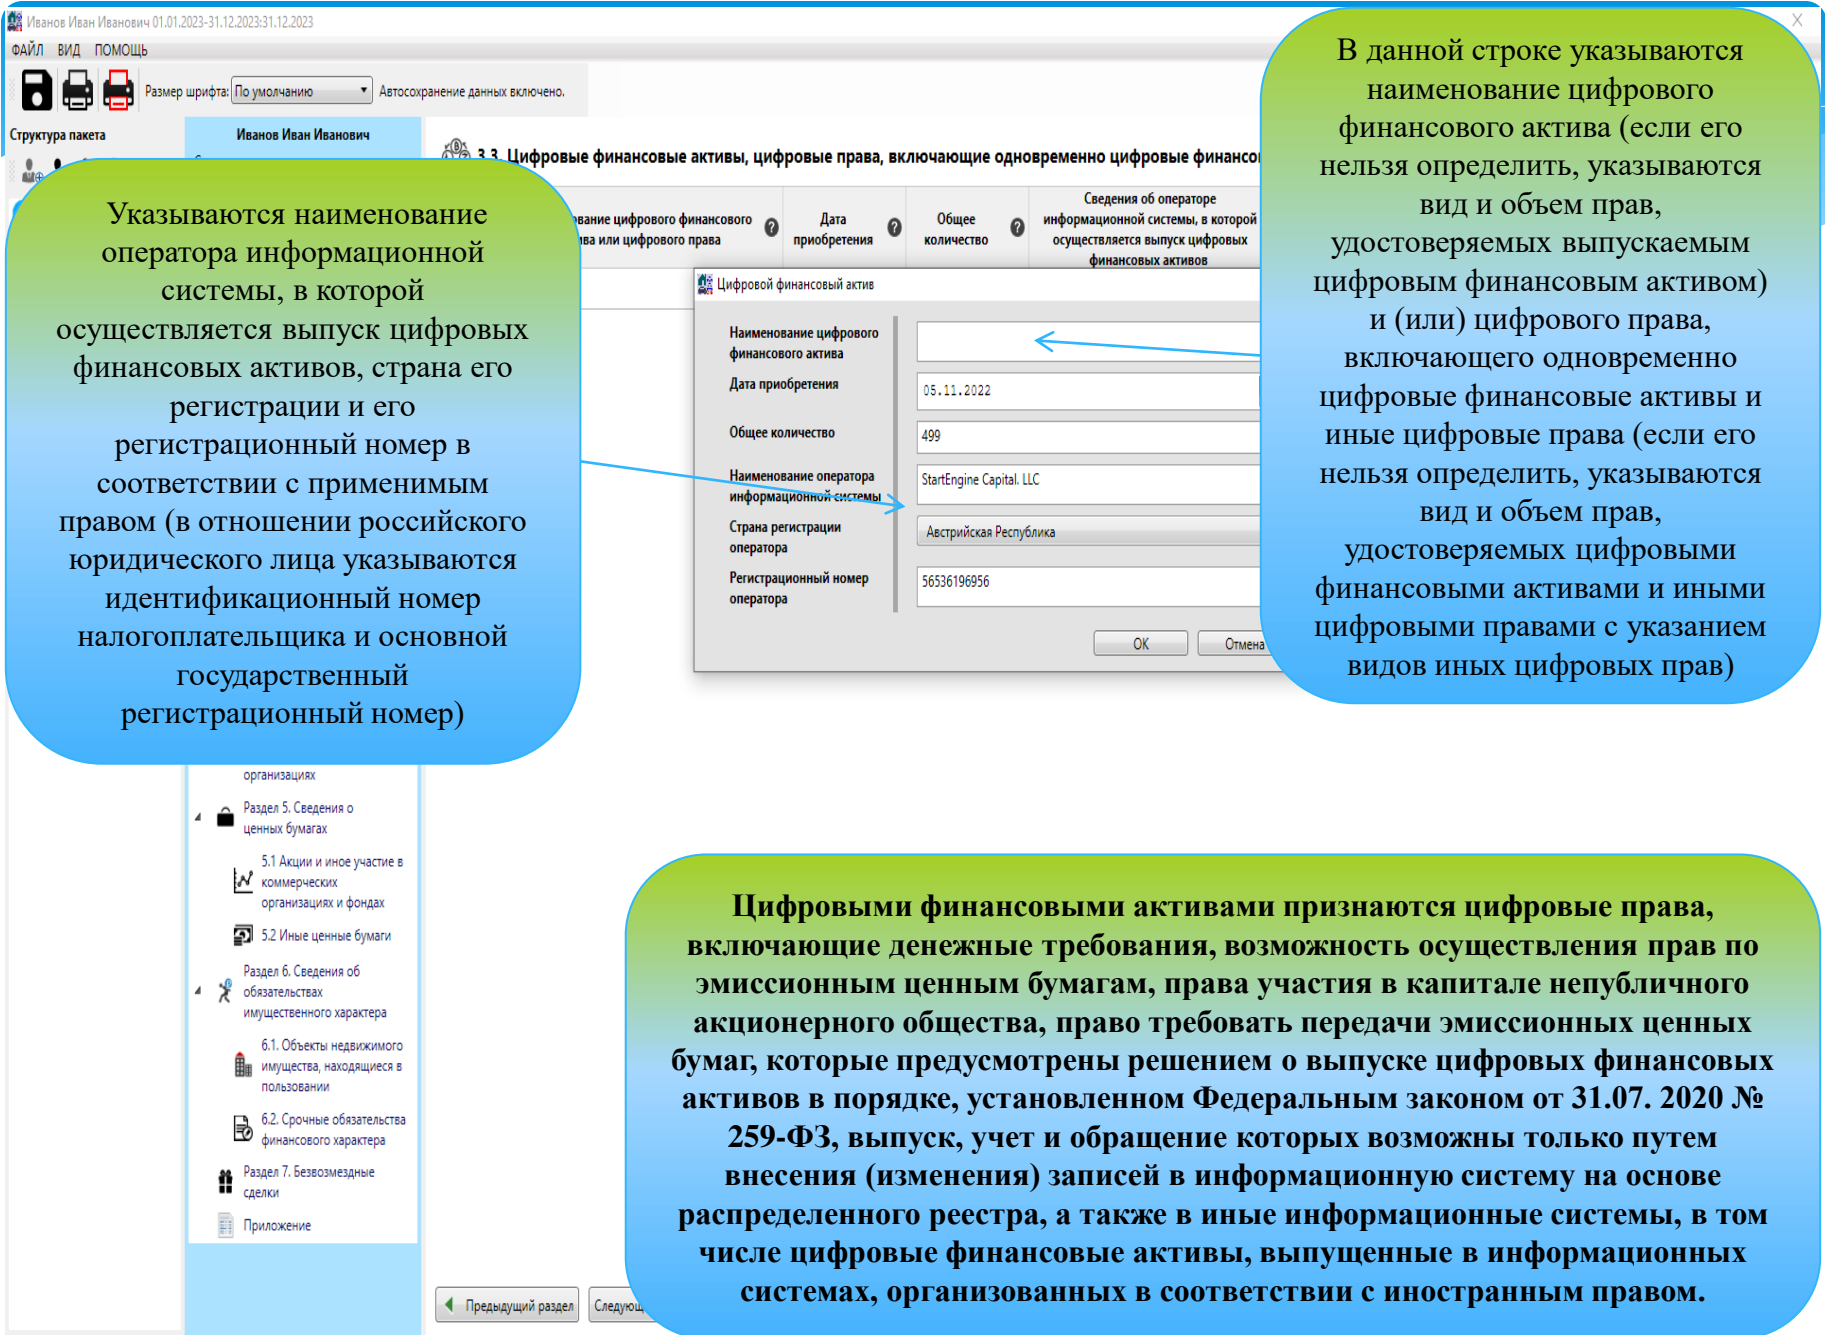 Иванов Иван Иванович 01.01.2023-31.12.2023:31.12.2023
X
ФАЙЛ ВИД ПОМОЩЬ
Размер шрифта: По умолчанию Автосохранение данных включено.
Структура пакета
Иванов Иван Иванович
3.3. Цифровые финансовые активы, цифровые права, включающие одновременно цифровые
цифрового финансового
или цифрового права
Дата
приобретения
Общее
количество
Сведения об операторе
информационной системы, в которой
осуществляется выпуск цифровых
финансовых активов
Указываются наименование
оператора информационной
системы, в которой
осуществляется выпуск цифровых
финансовых активов, страна его
регистрации и его
регистрационный номер в
соответствии с применимым
правом (в отношении российского
юридического лица указываются
идентификационный номер
налогоплательщика и основной
государственный
регистрационный номер)
Цифровой финансовый актив
Наименование цифрового
финансового актива
Дата приобретения
05.11.2022
Общее количество
499
Наименование оператора
информационной системы
StartEngine Capital. LLC
Страна регистрации
оператора
Австрийская Республика
Регистрационный номер
оператора
56536196956
OK
Отмена
В данной строке указываются
наименование цифрового
финансового актива (если его
нельзя определить, указываются
вид и объем прав,
удостоверяемых выпускаемым
цифровым финансовым активом)
и (или) цифрового права,
включающего одновременно
цифровые финансовые активы и
иные цифровые права (если его
нельзя определить, указываются
вид и объем прав,
удостоверяемых цифровыми
финансовыми активами и иными
цифровыми правами с указанием
видов иных цифровых прав)
организациях
Раздел 5. Сведения о
ценных бумагах
5.1 Акции и иное участие в
коммерческих
организациях и фондах
5.2 Иные ценные бумаги
Раздел 6. Сведения об
обязательствах
имущественного характера
6.1. Объекты недвижимого
имущества, находящиеся в
пользовании
6.2. Срочные обязательства
финансового характера
Раздел 7. Безвозмездные
сделки
Приложение
Предыдущий раздел
Цифровыми финансовыми активами признаются цифровые права,
включающие денежные требования, возможность осуществления прав по
эмиссионным ценным бумагам, права участия в капитале непубличного
акционерного общества, право требовать передачи эмиссионных ценных
бумаг, которые предусмотрены решением о выпуске цифровых финансовых
активов в порядке, установленном Федеральным законом от 31.07. 2020 №
259-ФЗ, выпуск, учет и обращение которых возможны только путем
внесения (изменения) записей в информационную систему на основе
распределенного реестра, а также в иные информационные системы, в том
числе цифровые финансовые активы, выпущенные в информационных
системах, организованных в соответствии с иностранным правом.